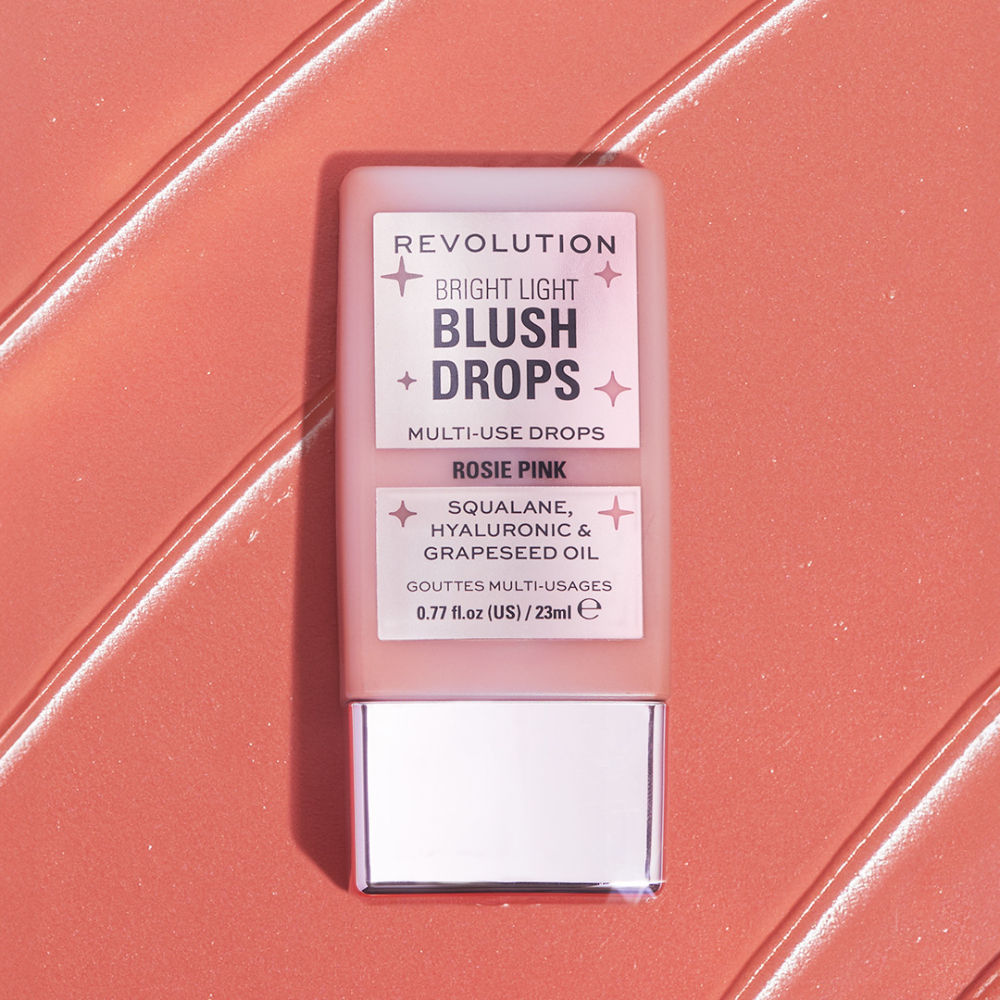 REVOLUTION
BRIGHT LIGHT
BLUSH
DROPS
MULTI-USE DROPS
ROSIE PINK
SQUALANE,
HYALURONIC &
GRAPESEED OIL
GOUTTES MULTI-USAGES
0.77 fl.oz (US) / 23ml ℮